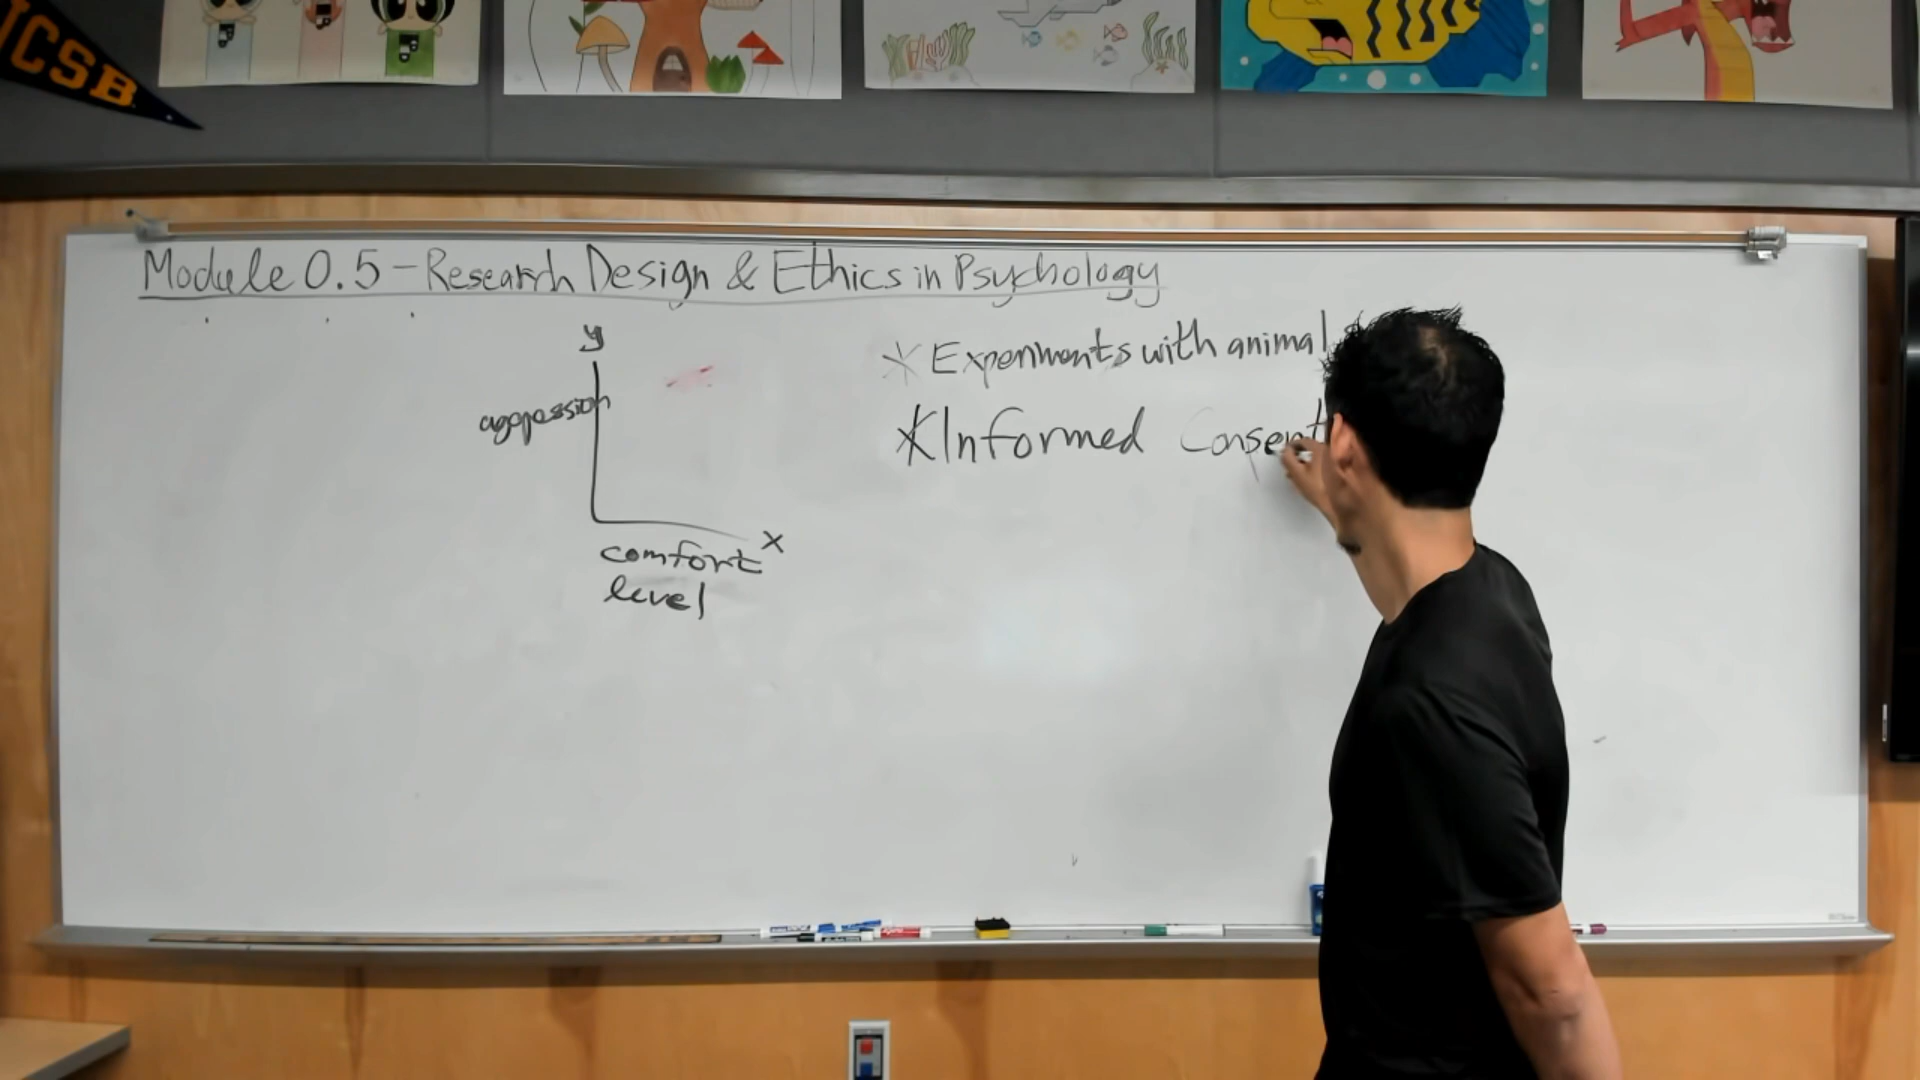 UCSB
Module 0.5 - Research Design & Ethics in Psychology
y
aggression
x
comfort
level
* Experiments with animal
* Informed Consent